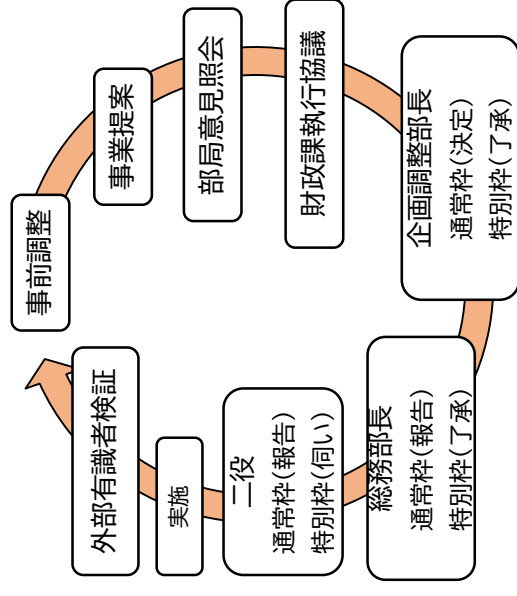 事前調整
事業提案
部局意見照会
財政課執行協議
企画調整部長
通常枠(決定)
特別枠(了承)
総務部長
通常枠(報告)
特別枠(了承)
二役
通常枠(報告)
特別枠(伺い)
実施
外部有識者検証